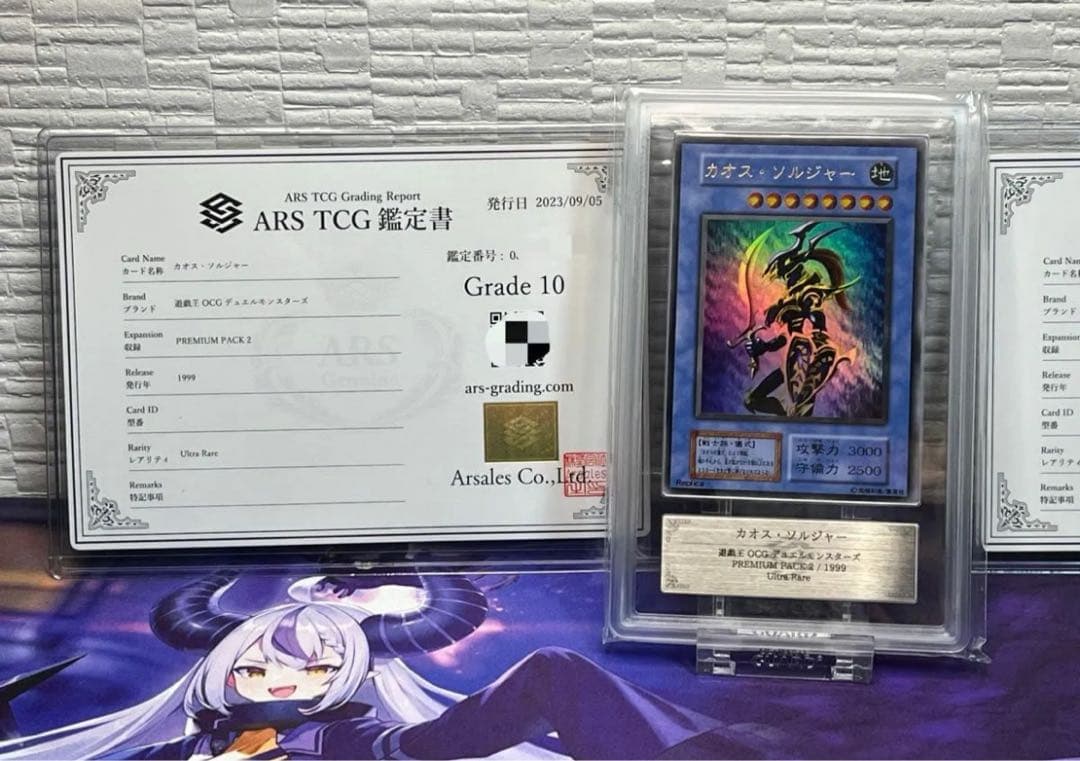 ARS TCG Grading Report
ARS TCG 鑑定書
発行日 2023/09/05
Card Name
カード名称 カオス・ソルジャー
Brand
ブランド 遊戯王 OCG デュエルモンスターズ
Expansion
収録 PREMIUM PACK 2
Release
発行年 1999
Card ID
型番
Rarity
レアリティ Ultra Rare
Remarks
特記事項
鑑定番号:0.
Grade 10
ars-grading.com
Arsales Co.,Ltd.
ARS
カオス・ソルジャー 地
【戦士族・儀式】
攻撃力 3000
守備力 2500
Replica
カオス・ソルジャー
遊戯王 OCG デュエルモンスターズ
PREMIUM PACK 2 / 1999
Ultra Rare
Card Na
カード名
Brand
ブランド
Expansion
収録
Release
発行年
Card ID
型番
Rarity
レアリティ
Remarks
特記事項